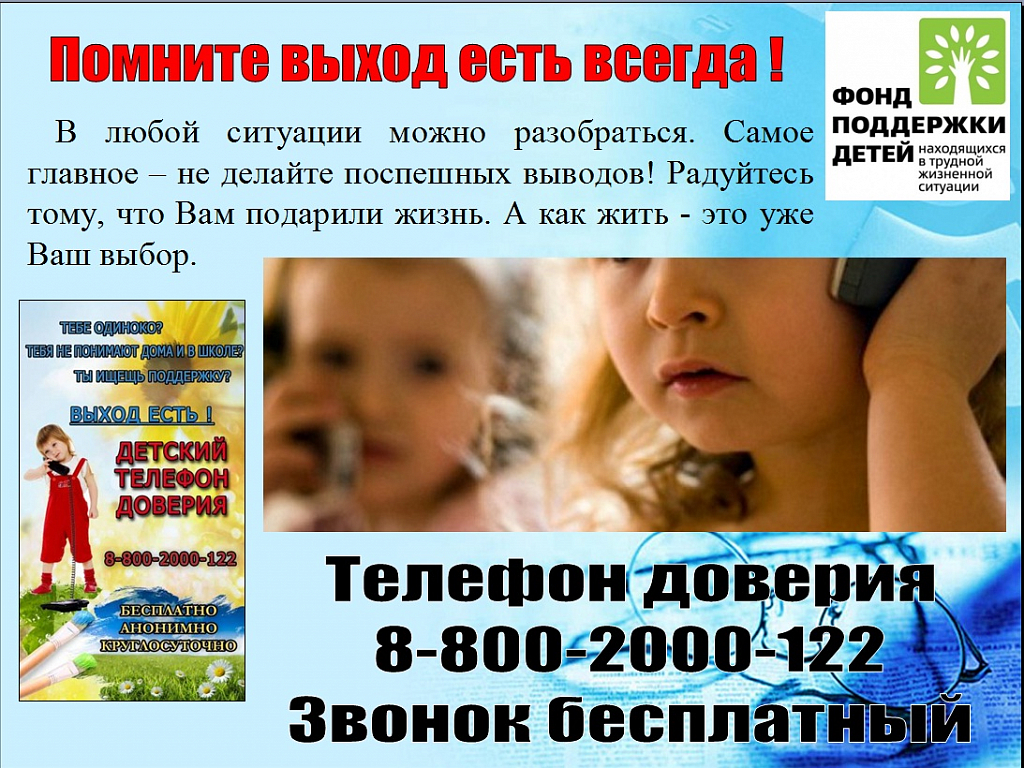 Помните выход есть всегда !
ФОНД
ПОДДЕРЖКИ
ДЕТЕЙ
находящихся
в трудной
жизненной
ситуации
В любой ситуации можно разобраться. Самое
главное – не делайте поспешных выводов! Радуйтесь
тому, что Вам подарили жизнь. А как жить - это уже
Ваш выбор.
ТЕБЕ ОДИНОКО?
ТЕБЯ НЕ ПОНИМАЮТ ДОМА И В ШКОЛЕ?
ТЫ ИЩЕЩЬ ПОДДЕРЖКУ?
ВЫХОД ЕСТЬ !
ДЕТСКИЙ
ТЕЛЕФОН
ДОВЕРИЯ
8-800-2000-122
БЕСПЛАТНО
АНОНИМНО
КРУГЛОСУТОЧНО
Телефон доверия
8-800-2000-122
Звонок бесплатный